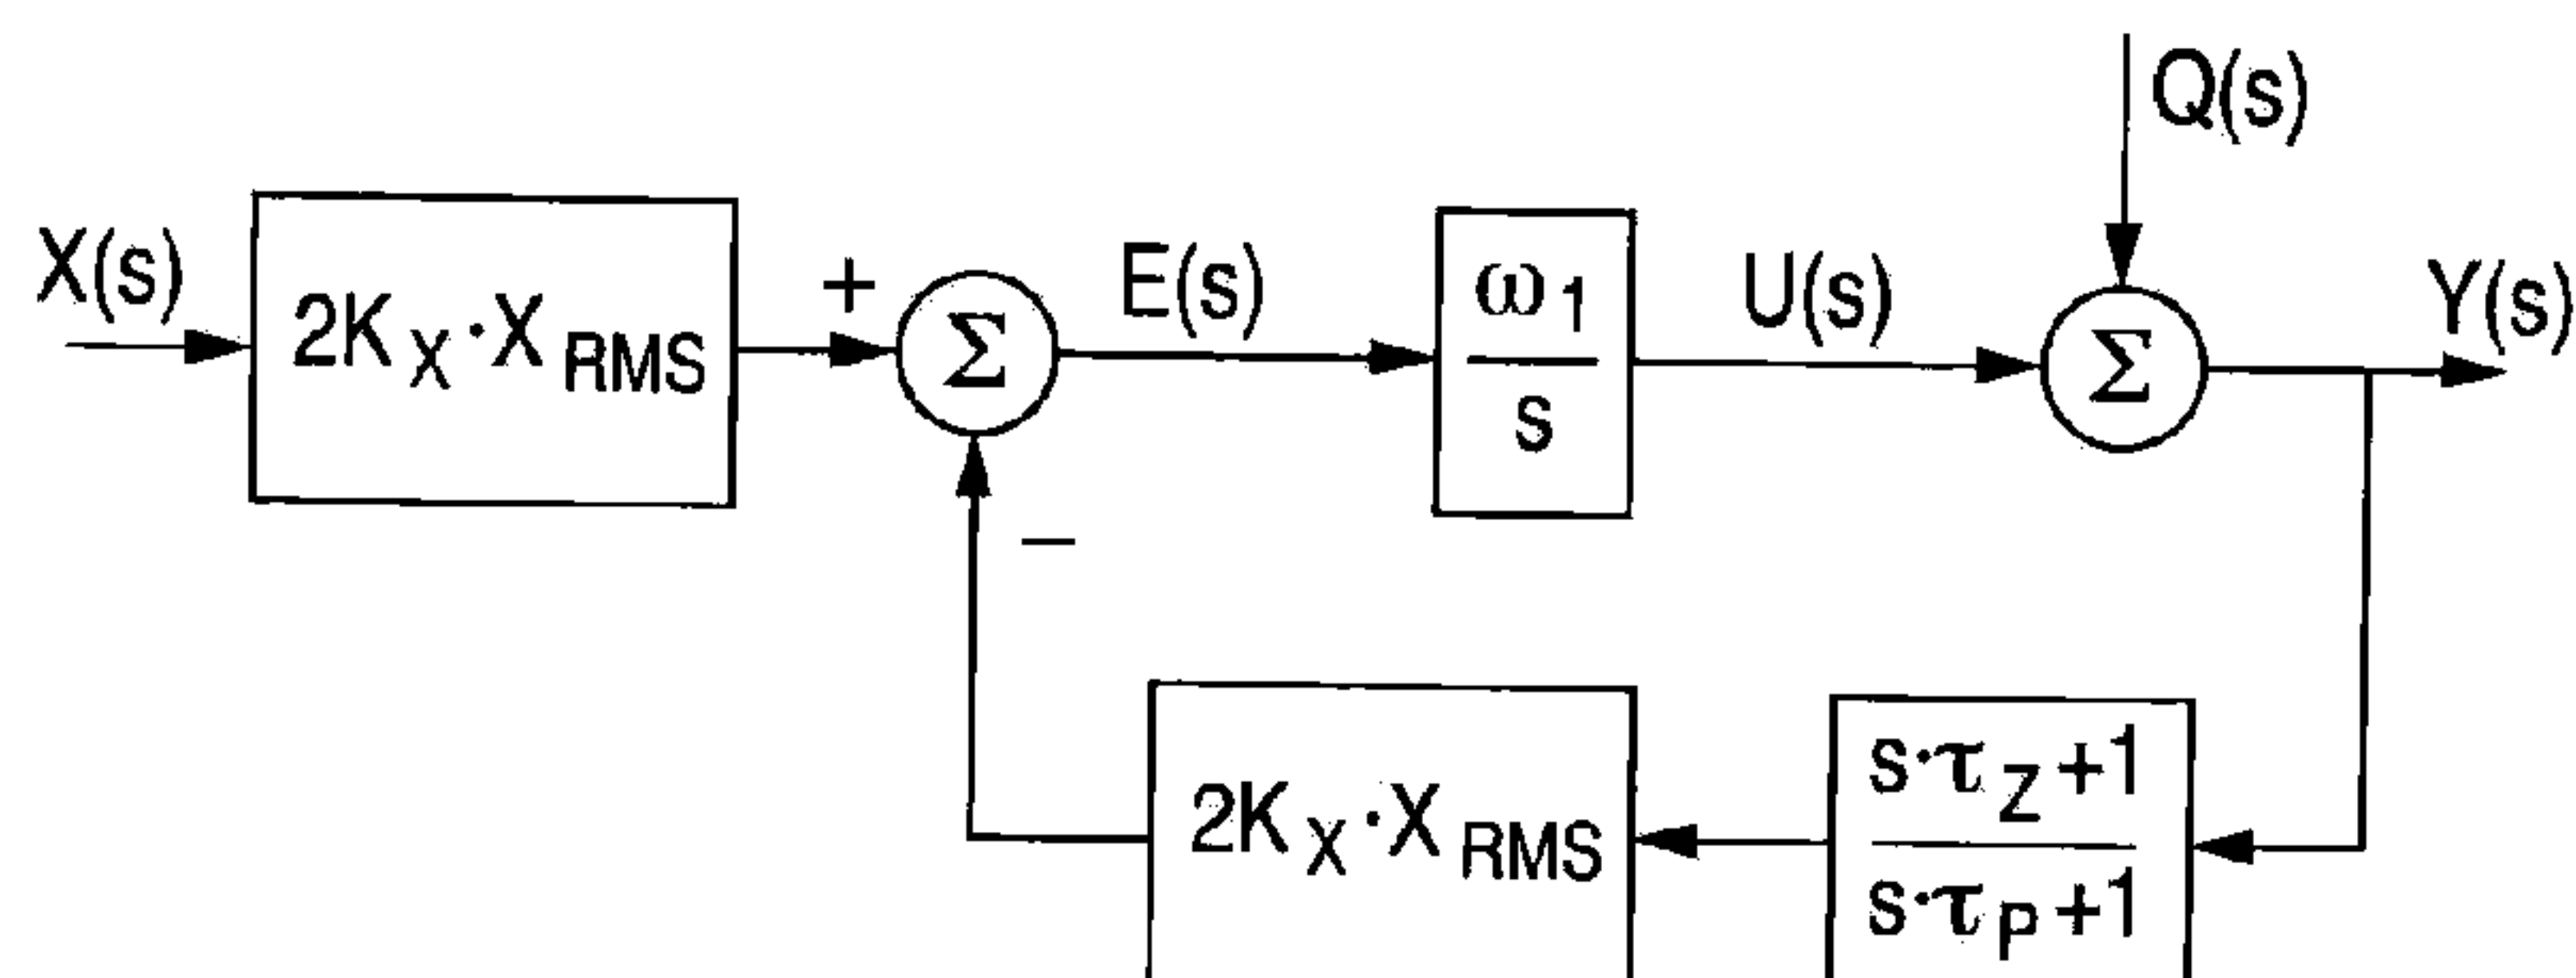 Q(s)
X(s)
2K X · X RMS
+
Σ
E(s)
ω 1
s
U(s)
Σ
Y(s)
–
2K X · X RMS
s·τ Z +1
s·τ P +1